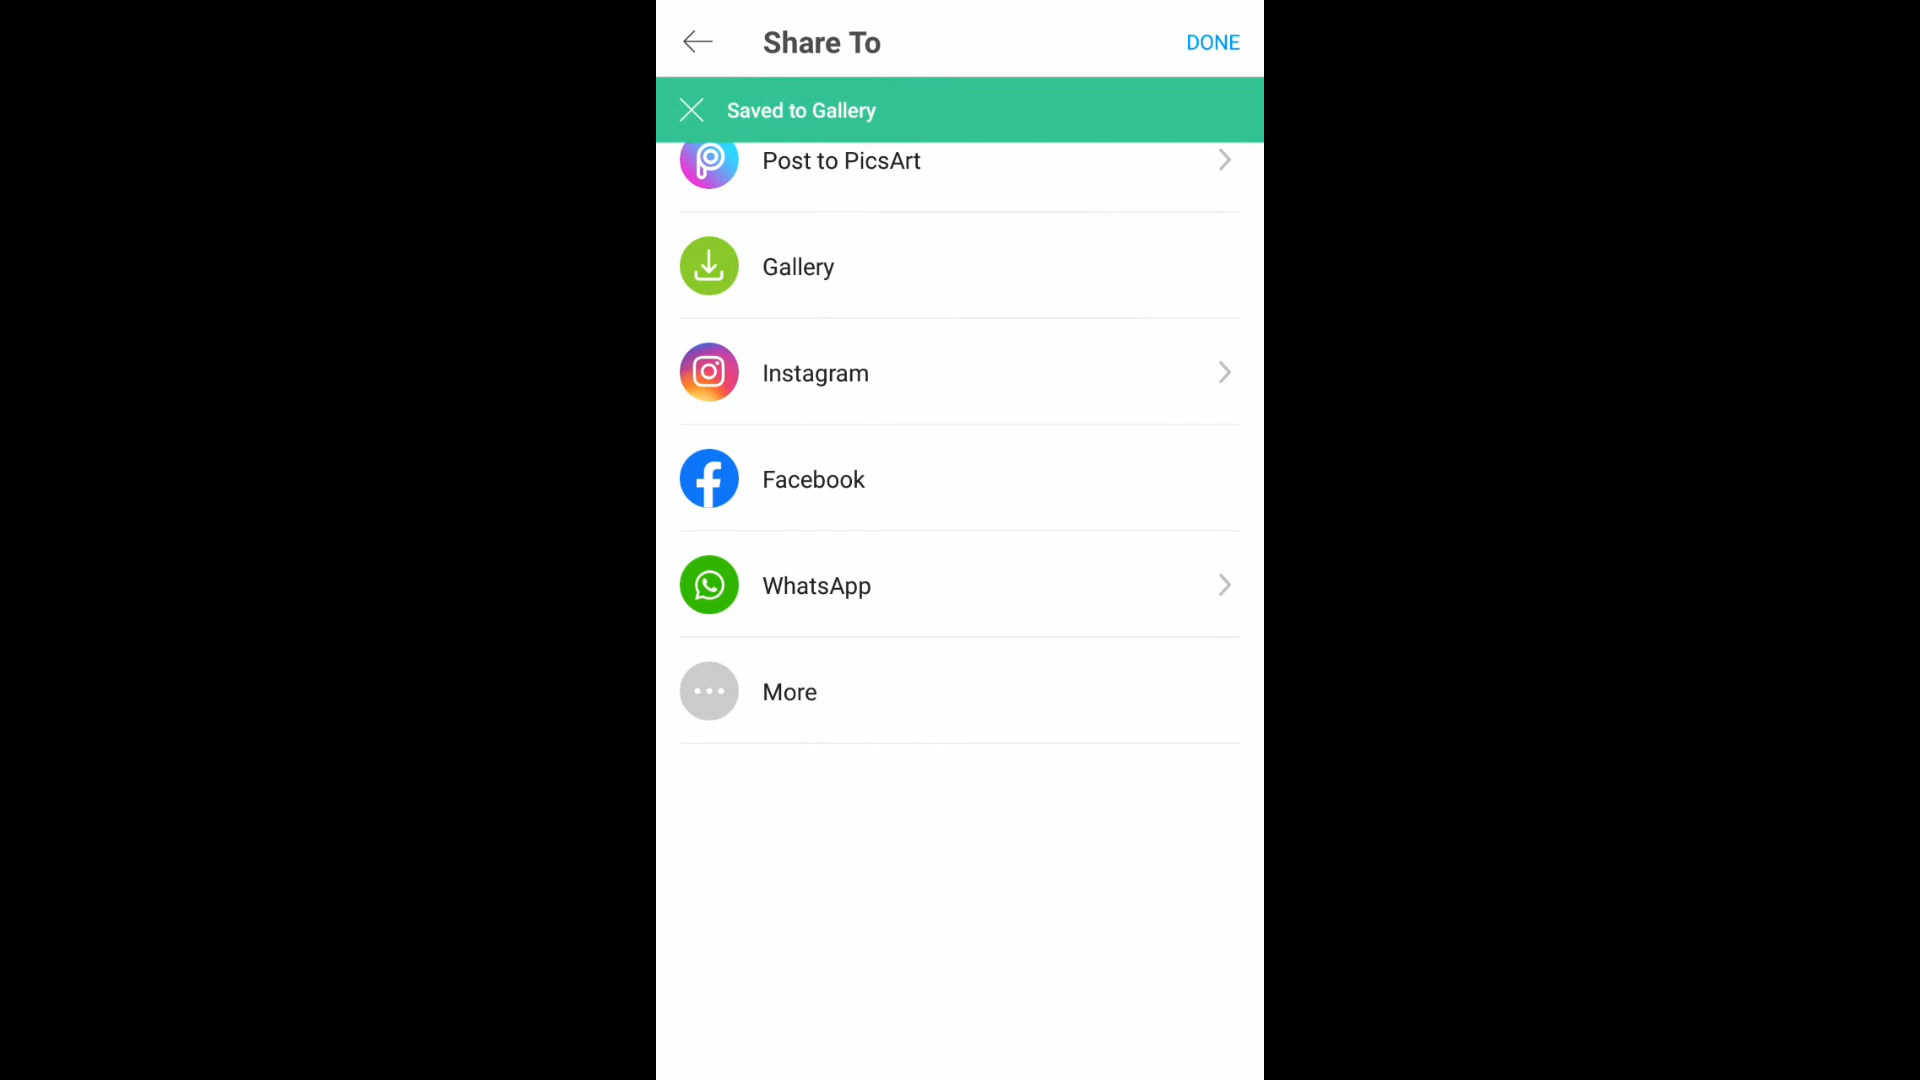 Share To
DONE
Saved to Gallery
Post to PicsArt
Gallery
Instagram
Facebook
WhatsApp
More